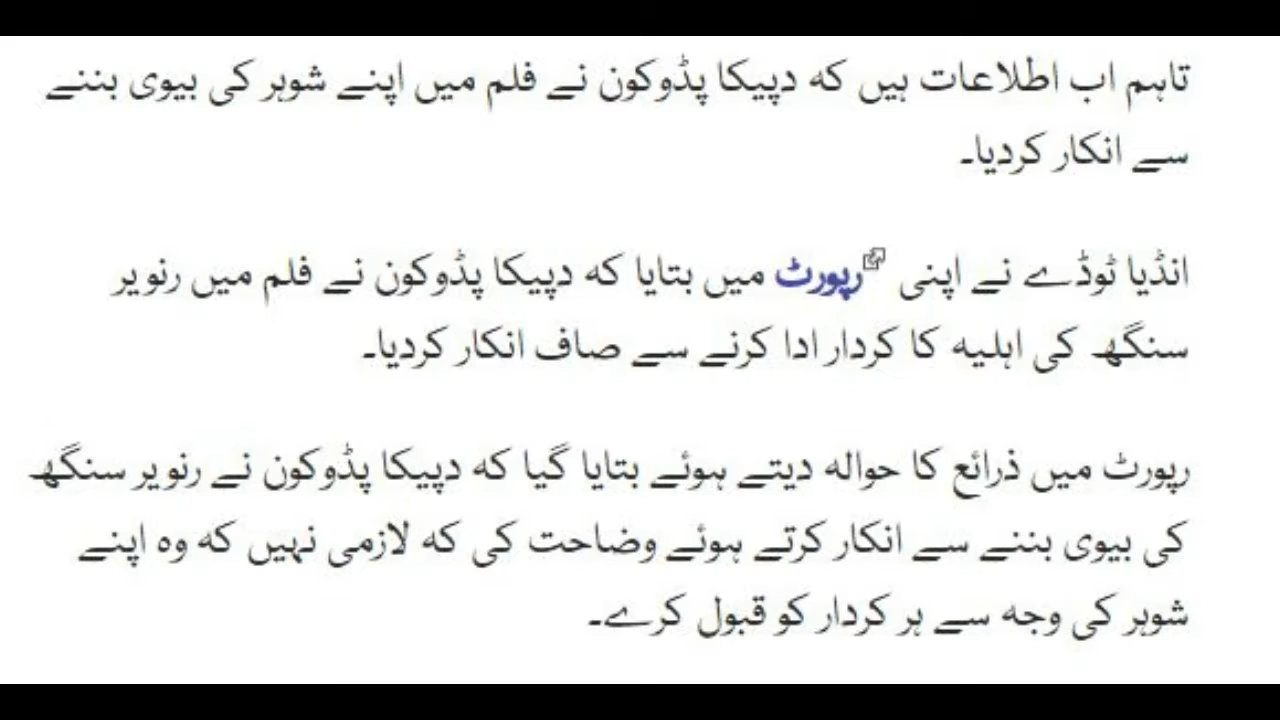 تاہم اب اطلاعات ہیں کہ دپیکا پڈوکون نے فلم میں اپنے شوہر کی بیوی بننے
سے انکار کردیا۔
انڈیا ٹوڈے نے اپنی رپورٹ میں بتایا کہ دپیکا پڈوکون نے فلم میں رنویر
سنگھ کی اہلیہ کا کردار ادا کرنے سے صاف انکار کردیا۔
رپورٹ میں ذرائع کا حوالہ دیتے ہوئے بتایا گیا کہ دپیکا پڈوکون نے رنویر سنگھ
کی بیوی بننے سے انکار کرتے ہوئے وضاحت کی کہ لازمی نہیں کہ وہ اپنے
شوہر کی وجہ سے ہر کردار کو قبول کرے۔